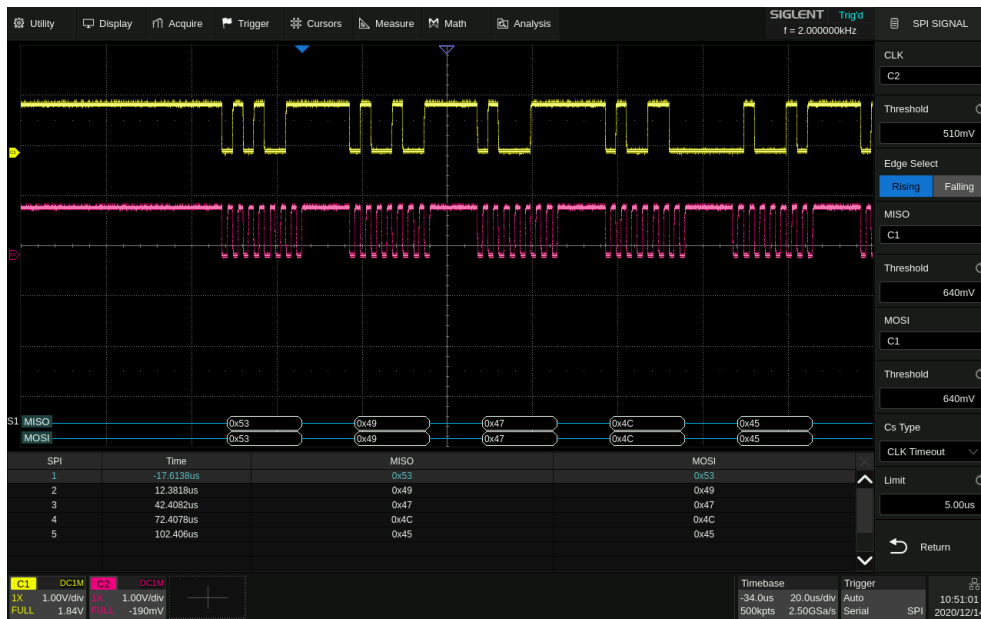 Utility Display Acquire Trigger Cursors Measure Math Analysis SIGLENT Trig'd SPI SIGNAL
f = 2.000000kHz
CLK
C2
Threshold
510mV
Edge Select
Rising Falling
MISO
C1
Threshold
640mV
MOSI
C1
Threshold
640mV
Cs Type
CLK Timeout
Limit
5.00us
Return
S1 MISO 0x53 0x49 0x47 0x4C 0x45
MOSI 0x53 0x49 0x47 0x4C 0x45
SPI Time MISO MOSI
1 -17.6138us 0x53 0x53
2 12.3818us 0x49 0x49
3 42.4082us 0x47 0x47
4 72.4078us 0x4C 0x4C
5 102.406us 0x45 0x45
C1 DC1M C2 DC1M Timebase Trigger
1X 1.00V/div 1X 1.00V/div -34.0us 20.0us/div Auto 10:51:01
FULL 1.84V FULL -190mV 500kpts 2.50GSa/s Serial SPI 2020/12/14